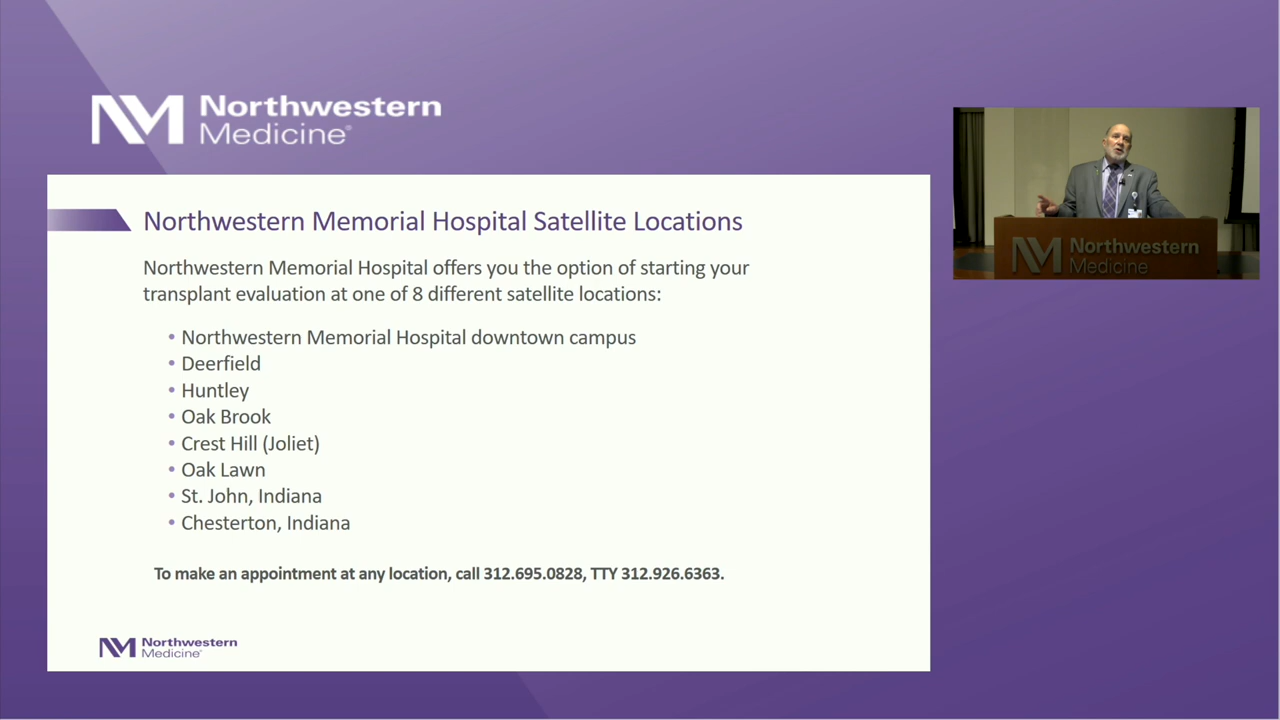 Northwestern
Medicine®
Northwestern Memorial Hospital Satellite Locations
Northwestern Memorial Hospital offers you the option of starting your
transplant evaluation at one of 8 different satellite locations:
• Northwestern Memorial Hospital downtown campus
• Deerfield
• Huntley
• Oak Brook
• Crest Hill (Joliet)
• Oak Lawn
• St. John, Indiana
• Chesterton, Indiana
To make an appointment at any location, call 312.695.0828, TTY 312.926.6363.
Northwestern
Medicine®
Northwestern
Medicine